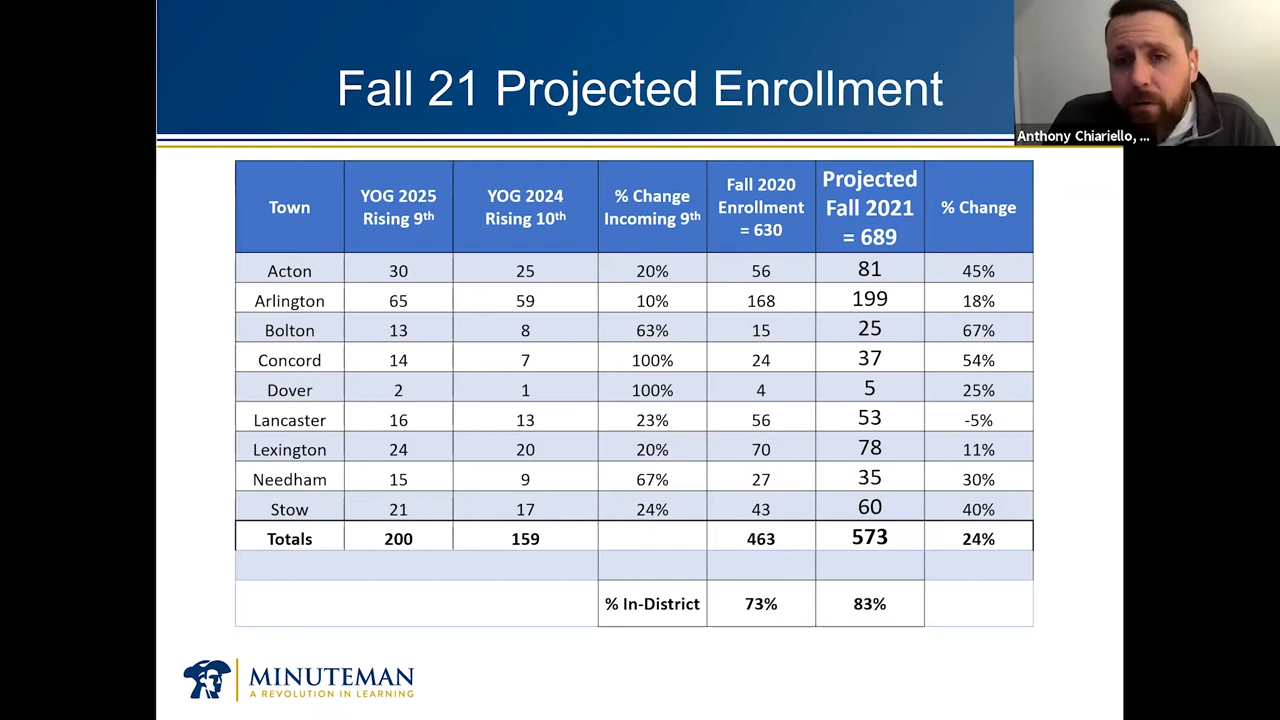 Fall 21 Projected Enrollment
Anthony Chiariello, ...
Town YOG 2025 Rising 9th YOG 2024 Rising 10th % Change Incoming 9th Fall 2020 Enrollment = 630 Projected Fall 2021 = 689 % Change
Acton 30 25 20% 56 81 45%
Arlington 65 59 10% 168 199 18%
Bolton 13 8 63% 15 25 67%
Concord 14 7 100% 24 37 54%
Dover 2 1 100% 4 5 25%
Lancaster 16 13 23% 56 53 -5%
Lexington 24 20 20% 70 78 11%
Needham 15 9 67% 27 35 30%
Stow 21 17 24% 43 60 40%
Totals 200 159 463 573 24%
% In-District 73% 83%
MINUTEMAN
A REVOLUTION IN LEARNING